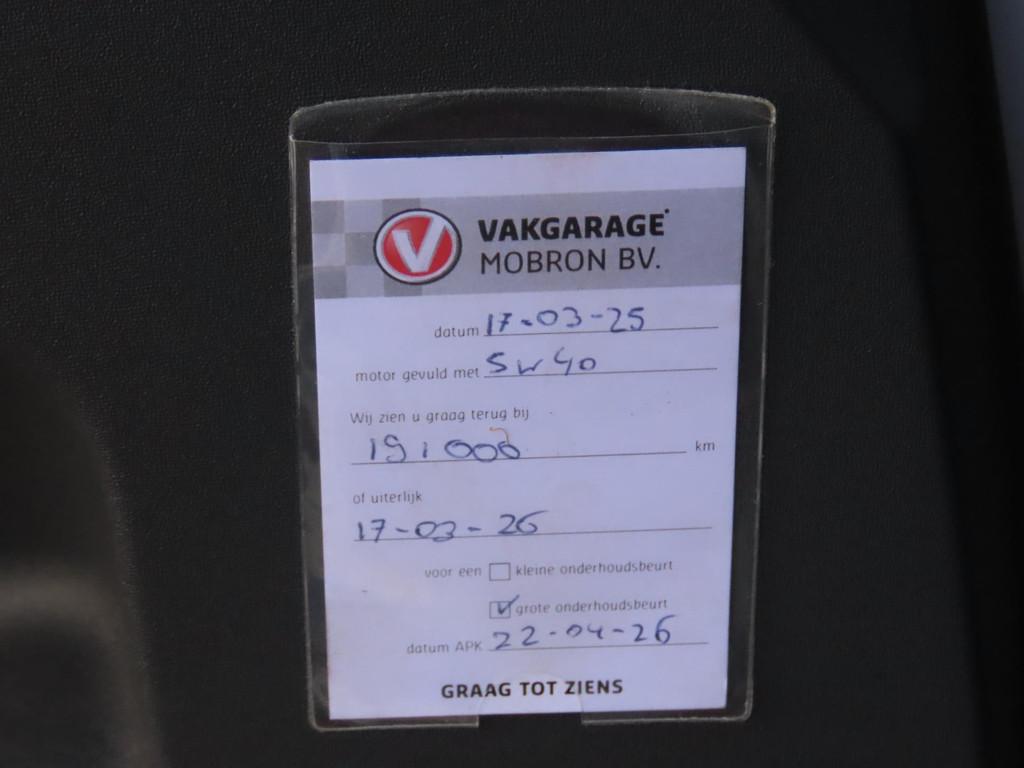 V VAKGARAGE
MOBRON BV.
datum 17-03-25
motor gevuld met 5w40
Wij zien u graag terug bij
191000 km
of uiterlijk
17-03-26
voor een kleine onderhoudsbeurt
grote onderhoudsbeurt
datum APK 22-04-26
GRAAG TOT ZIENS